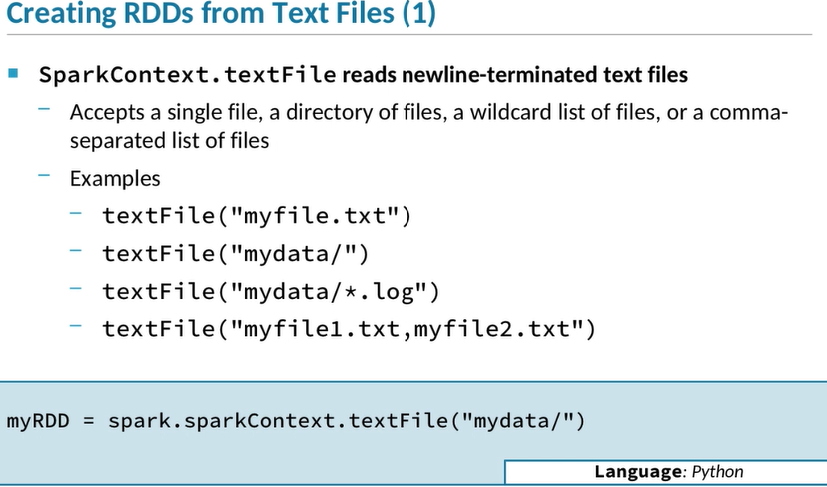 Creating RDDs from Text Files (1)
SparkContext.textFile reads newline-terminated text files
– Accepts a single file, a directory of files, a wildcard list of files, or a comma-
separated list of files
– Examples
– textFile("myfile.txt")
– textFile("mydata/")
– textFile("mydata/*.log")
– textFile("myfile1.txt,myfile2.txt")
myRDD = spark.sparkContext.textFile("mydata/")
Language: Python